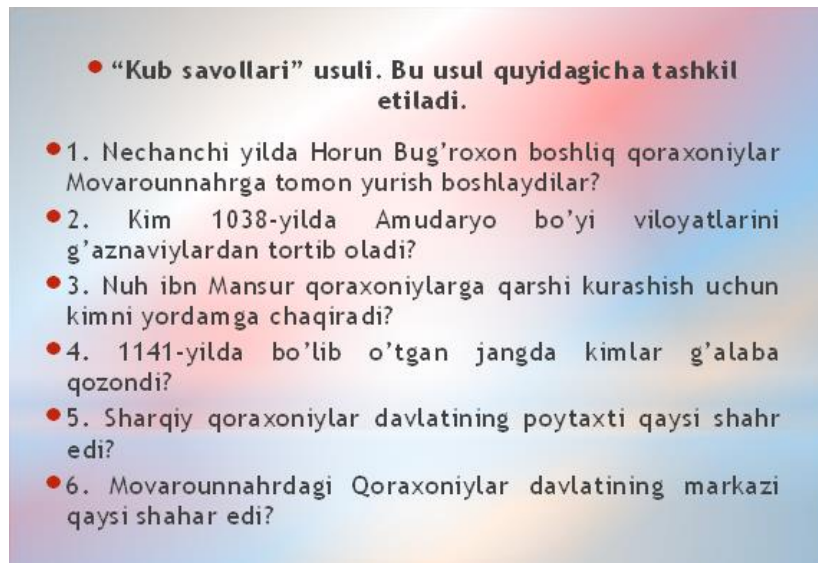 • “Kub savollari” usuli. Bu usul quyidagicha tashkil
etiladi.
• 1. Nechanchi yilda Horun Bug’roxon boshliq qoraxoniylar
Movarounnahrga tomon yurish boshlaydilar?
• 2. Kim 1038-yilda Amudaryo bo’yi viloyatlarini
g’aznaviylardan tortib oladi?
• 3. Nuh ibn Mansur qoraxoniylarga qarshi kurashish uchun
kimni yordamga chaqiradi?
• 4. 1141-yilda bo’lib o’tgan jangda kimlar g’alaba
qozondi?
• 5. Sharqiy qoraxoniylar davlatining poytaxti qaysi shahr
edi?
• 6. Movarounnahrdagi Qoraxoniylar davlatining markazi
qaysi shahar edi?